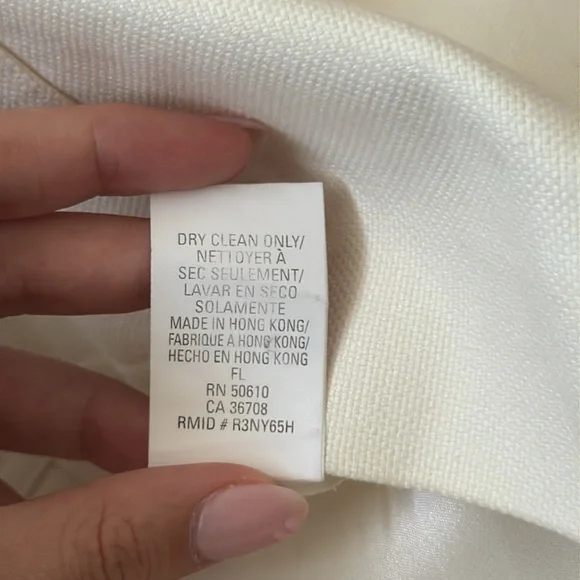 DRY CLEAN ONLY/
NETTOYER À
SEC SEULEMENT/
LAVAR EN SECO
SOLAMENTE
MADE IN HONG KONG/
FABRIQUE A HONG KONG/
HECHO EN HONG KONG
FL
RN 50610
CA 36708
RMID # R3NY65H